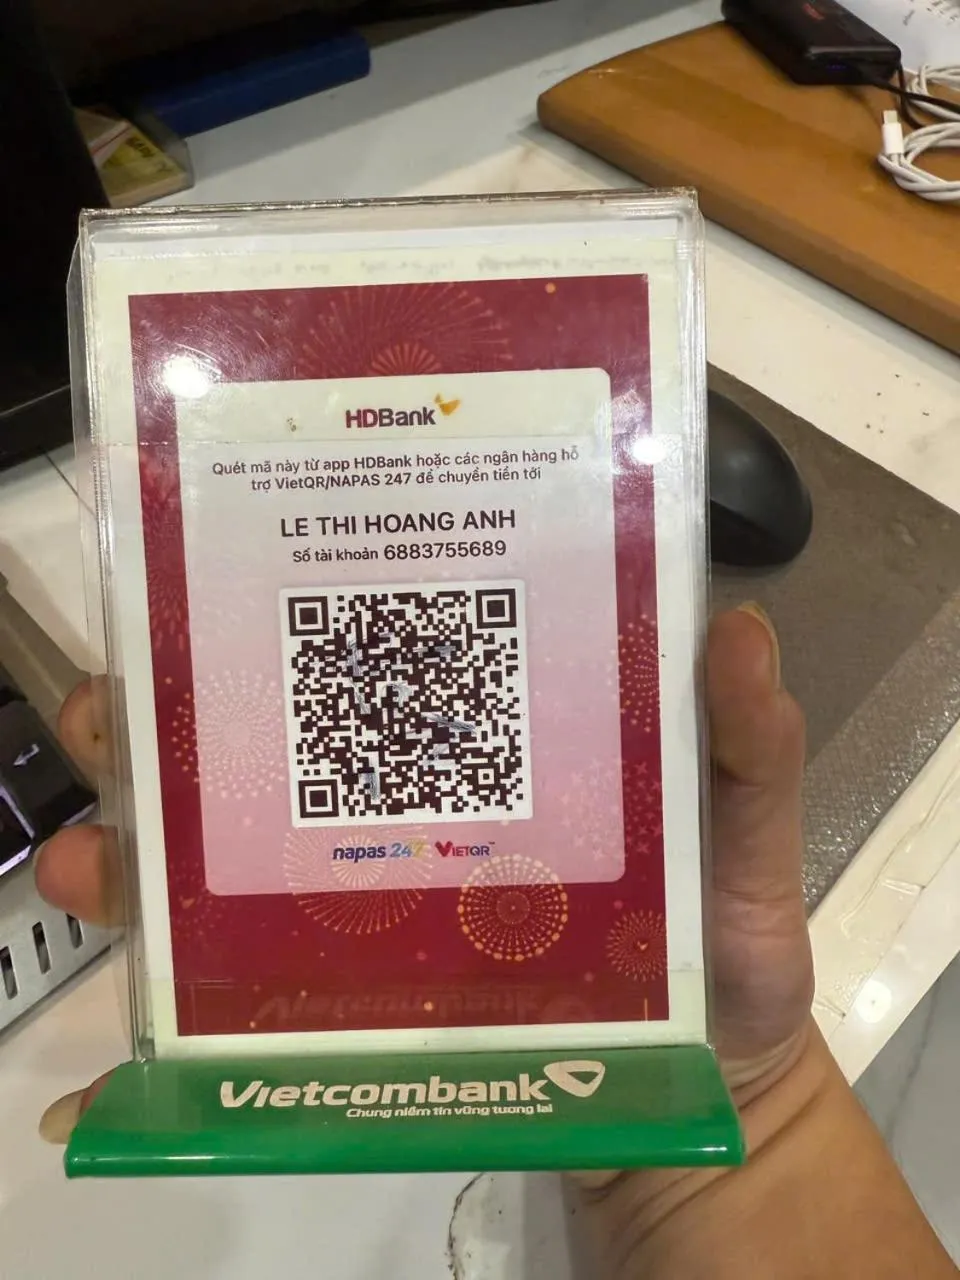 HDBank
Quét mã này từ app HDBank hoặc các ngân hàng hỗ
trợ VietQR/NAPAS 247 để chuyển tiền tới
LE THI HOANG ANH
Số tài khoản 6883755689
napas 247 VIETQR™
Vietcombank
Chung niềm tin vững tương lai